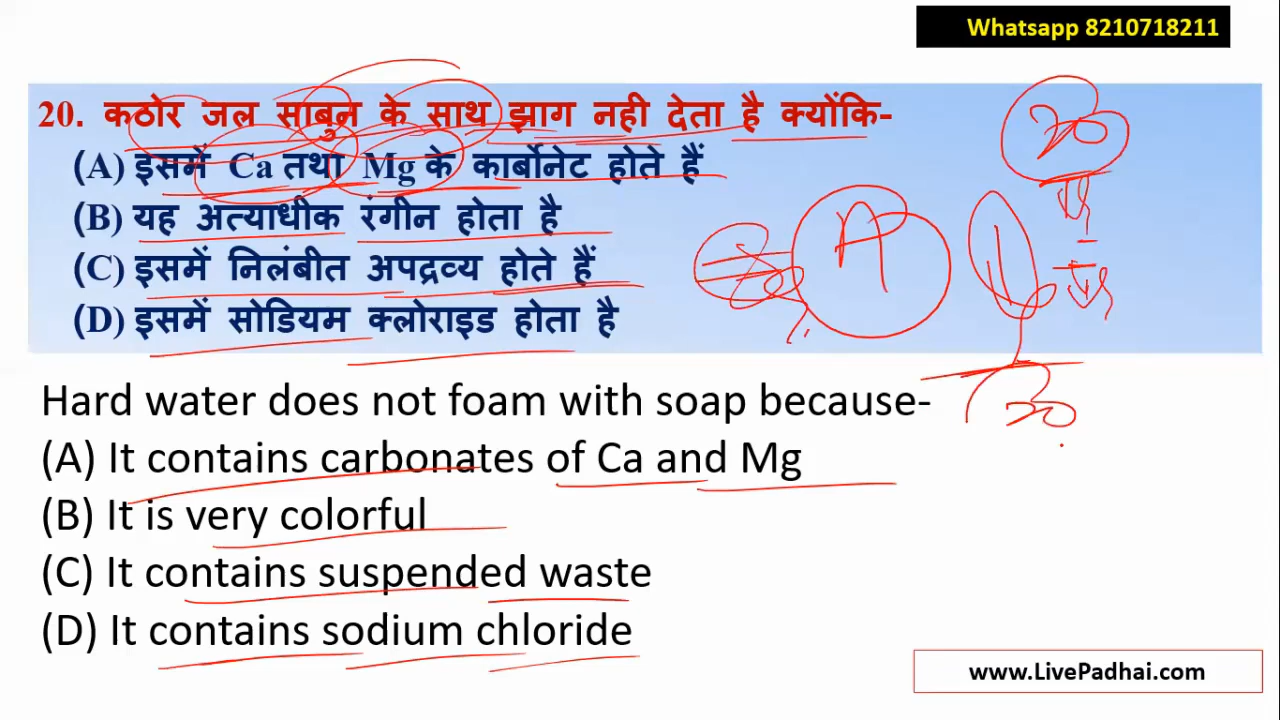 Whatsapp 8210718211
20. कठोर जल साबुन के साथ झाग नही देता है क्योंकि-
(A) इसमें Ca तथा Mg के कार्बोनेट होते हैं
(B) यह अत्याधीक रंगीन होता है
(C) इसमें निलंबीत अपद्रव्य होते हैं
(D) इसमें सोडियम क्लोराइड होता है
20
A
20
Hard water does not foam with soap because-
(A) It contains carbonates of Ca and Mg
(B) It is very colorful
(C) It contains suspended waste
(D) It contains sodium chloride
www.LivePadhai.com